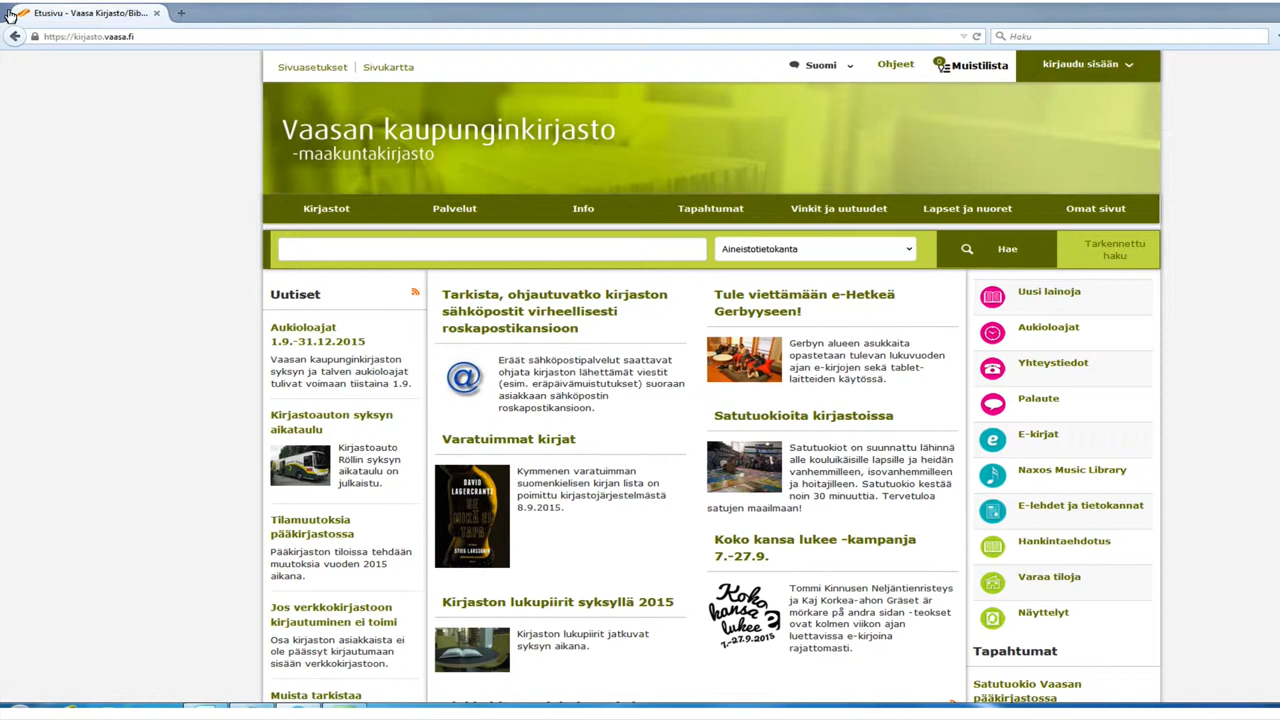 Etusivu - Vaasa Kirjasto/Bib...
https://kirjasto.vaasa.fi
Haku
Sivuasetukset | Sivukartta
Suomi
Ohjeet
0
Muistilista
kirjaudu sisään
Vaasan kaupunginkirjasto
-maakuntakirjasto
Kirjastot
Palvelut
Info
Tapahtumat
Vinkit ja uutuudet
Lapset ja nuoret
Omat sivut
Aineistotietokanta
Hae
Tarkennettu
haku
Uutiset
Aukioloajat
1.9.-31.12.2015
Vaasan kaupunginkirjaston
syksyn ja talven aukioloajat
tulivat voimaan tiistaina 1.9.
Kirjastoauton syksyn
aikataulu
Kirjastoauto
Röllin syksyn
aikataulu on
julkaistu.
Tilamuutoksia
pääkirjastossa
Pääkirjaston tiloissa tehdään
muutoksia vuoden 2015
aikana.
Jos verkkokirjastoon
kirjautuminen ei toimi
Osa kirjaston asiakkaista ei
ole päässyt kirjautumaan
sisään verkkokirjastoon.
Muista tarkistaa
Tarkista, ohjautuvatko kirjaston
sähköpostit virheellisesti
roskapostikansioon
@
Eräät sähköpostipalvelut saattavat
ohjata kirjaston lähettämät viestit
(esim. eräpäivämuistutukset) suoraan
asiakkaan sähköpostin
roskapostikansioon.
Varatuimmat kirjat
DAVID
LAGERCRANTZ
SE
MIKÄ EI
TAPA
STIEG LARSSONIN
Kymmenen varatuimman
suomenkielisen kirjan lista on
poimittu kirjastojärjestelmästä
8.9.2015.
Kirjaston lukupiirit syksyllä 2015
Kirjaston lukupiirit jatkuvat
syksyn aikana.
Tule viettämään e-Hetkeä
Gerbyyseen!
Gerbyn alueen asukkaita
opastetaan tulevan lukuvuoden
ajan e-kirjojen sekä tablet-
laitteiden käytössä.
Satutuokioita kirjastoissa
Satutuokiot on suunnattu lähinnä
alle kouluikäisille lapsille ja heidän
vanhemmilleen, isovanhemmilleen
ja hoitajilleen. Satutuokio kestää
noin 30 minuuttia. Tervetuloa
satujen maailmaan!
Koko kansa lukee -kampanja
7.-27.9.
Koko
kansa
lukee
7.-27.9.2015
Tommi Kinnusen Neljäntienristeys
ja Kaj Korkea-ahon Gräset är
mörkare på andra sidan -teokset
ovat kolmen viikon ajan
luettavissa e-kirjoina
rajattomasti.
Uusi lainoja
Aukioloajat
Yhteystiedot
Palaute
E-kirjat
Naxos Music Library
E-lehdet ja tietokannat
Hankintaehdotus
Varaa tiloja
Näyttelyt
Tapahtumat
Satutuokio Vaasan
pääkirjastossa